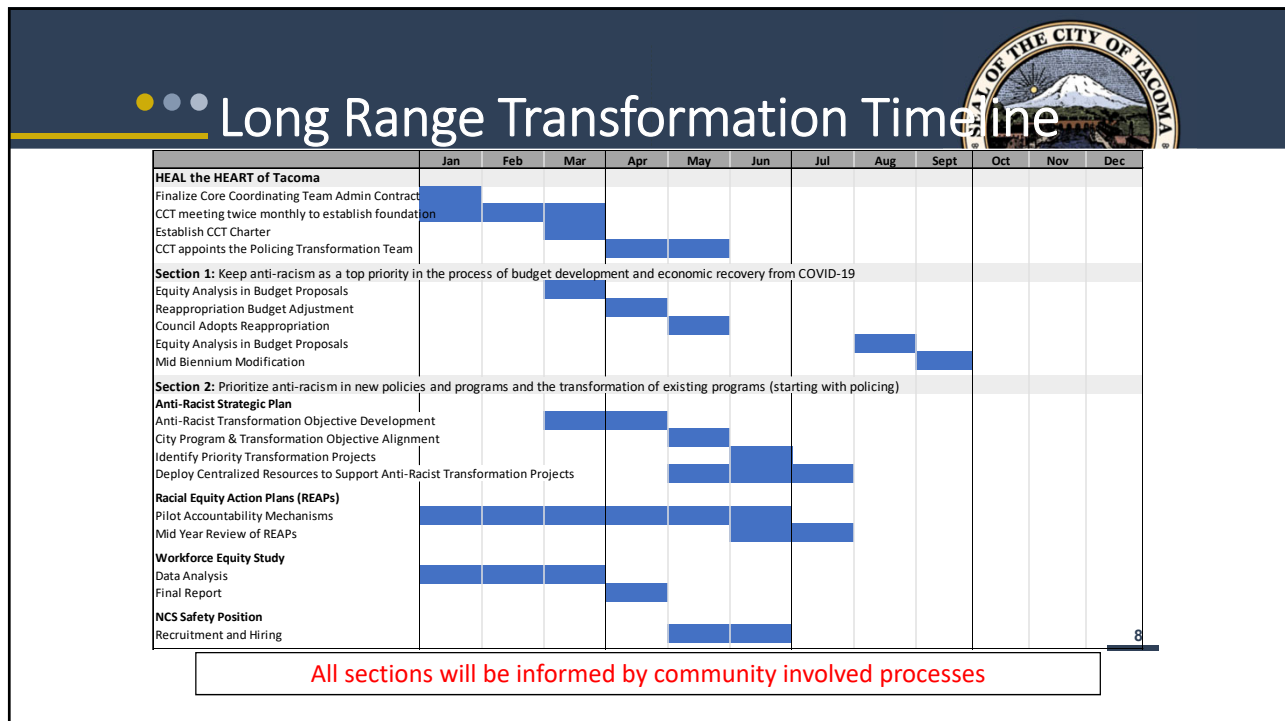 SEAL OF THE CITY OF TACOMA
Long Range Transformation Timeline
Jan Feb Mar Apr May Jun Jul Aug Sept Oct Nov Dec
HEAL the HEART of Tacoma
Finalize Core Coordinating Team Admin Contract
CCT meeting twice monthly to establish foundation
Establish CCT Charter
CCT appoints the Policing Transformation Team
Section 1: Keep anti-racism as a top priority in the process of budget development and economic recovery from COVID-19
Equity Analysis in Budget Proposals
Reappropriation Budget Adjustment
Council Adopts Reappropriation
Equity Analysis in Budget Proposals
Mid Biennium Modification
Section 2: Prioritize anti-racism in new policies and programs and the transformation of existing programs (starting with policing)
Anti-Racist Strategic Plan
Anti-Racist Transformation Objective Development
City Program & Transformation Objective Alignment
Identify Priority Transformation Projects
Deploy Centralized Resources to Support Anti-Racist Transformation Projects
Racial Equity Action Plans (REAPs)
Pilot Accountability Mechanisms
Mid Year Review of REAPs
Workforce Equity Study
Data Analysis
Final Report
NCS Safety Position
Recruitment and Hiring
8
All sections will be informed by community involved processes